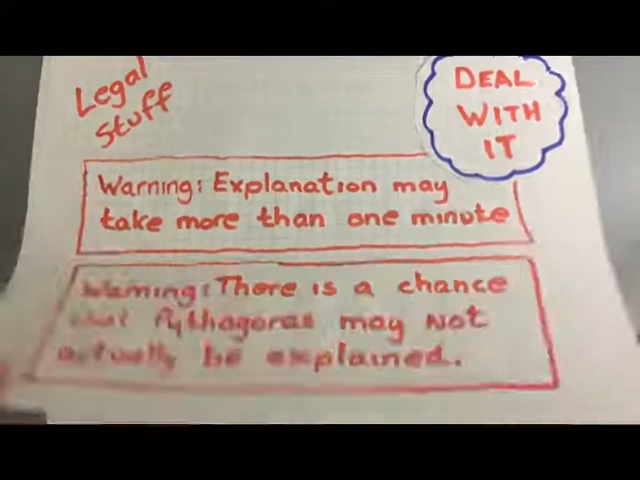 Legal
Stuff
DEAL
WITH
IT
Warning: Explanation may
take more than one minute
Warning: There is a chance
that Pythagoras may Not
actually be explained.